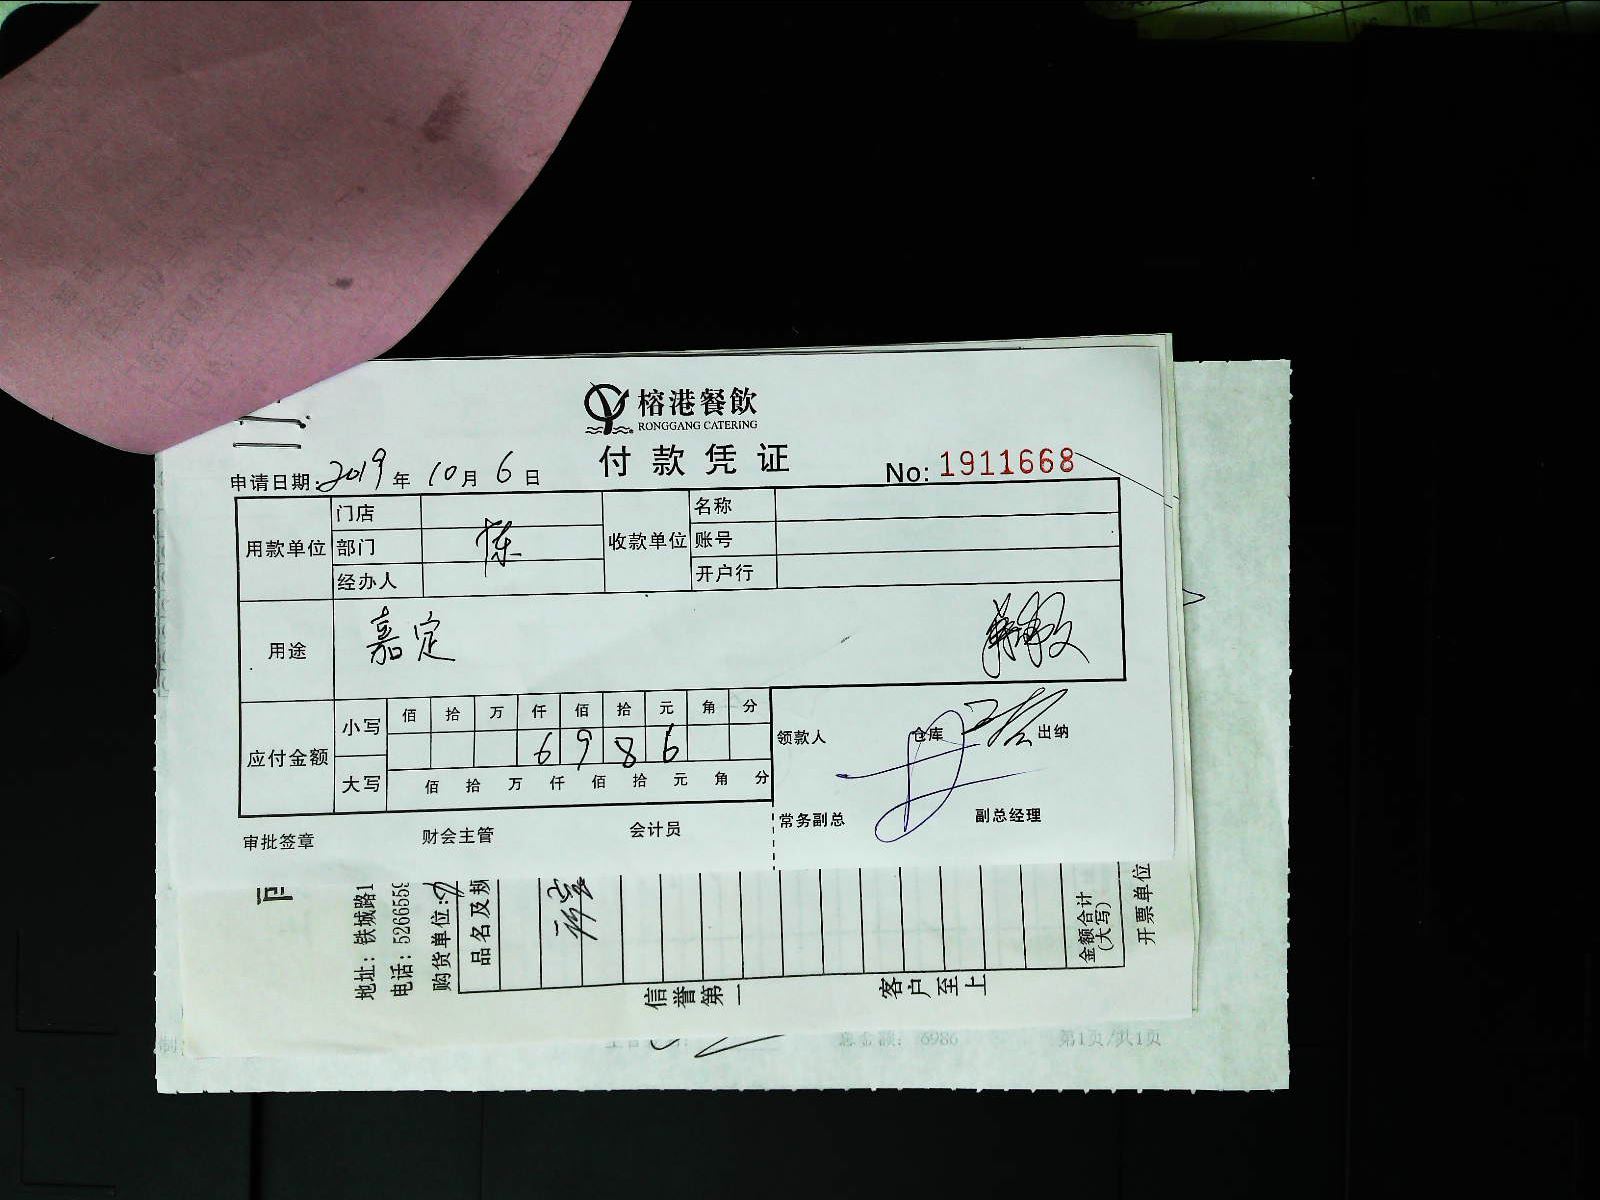 榕港餐飲
RONGGANG CATERING
付款凭证
申请日期:2019年10月6日
No: 1911668
用款单位 门店 收款单位 名称
部门 账号
经办人 开户行
用途 嘉定
应付金额 小写 佰 拾 万 仟 佰 拾 元 角 分
6 9 8 6
大写 佰 拾 万 仟 佰 拾 元 角 分
领款人 仓库 出纳
常务副总 副总经理
审批签章 财会主管 会计员
地址：铁城路1
电话：526655
购货单位:
品名及规
金额合计
(大写)
开票单位
信誉第一
客户至上
总金额: 6986
第1页/共1页